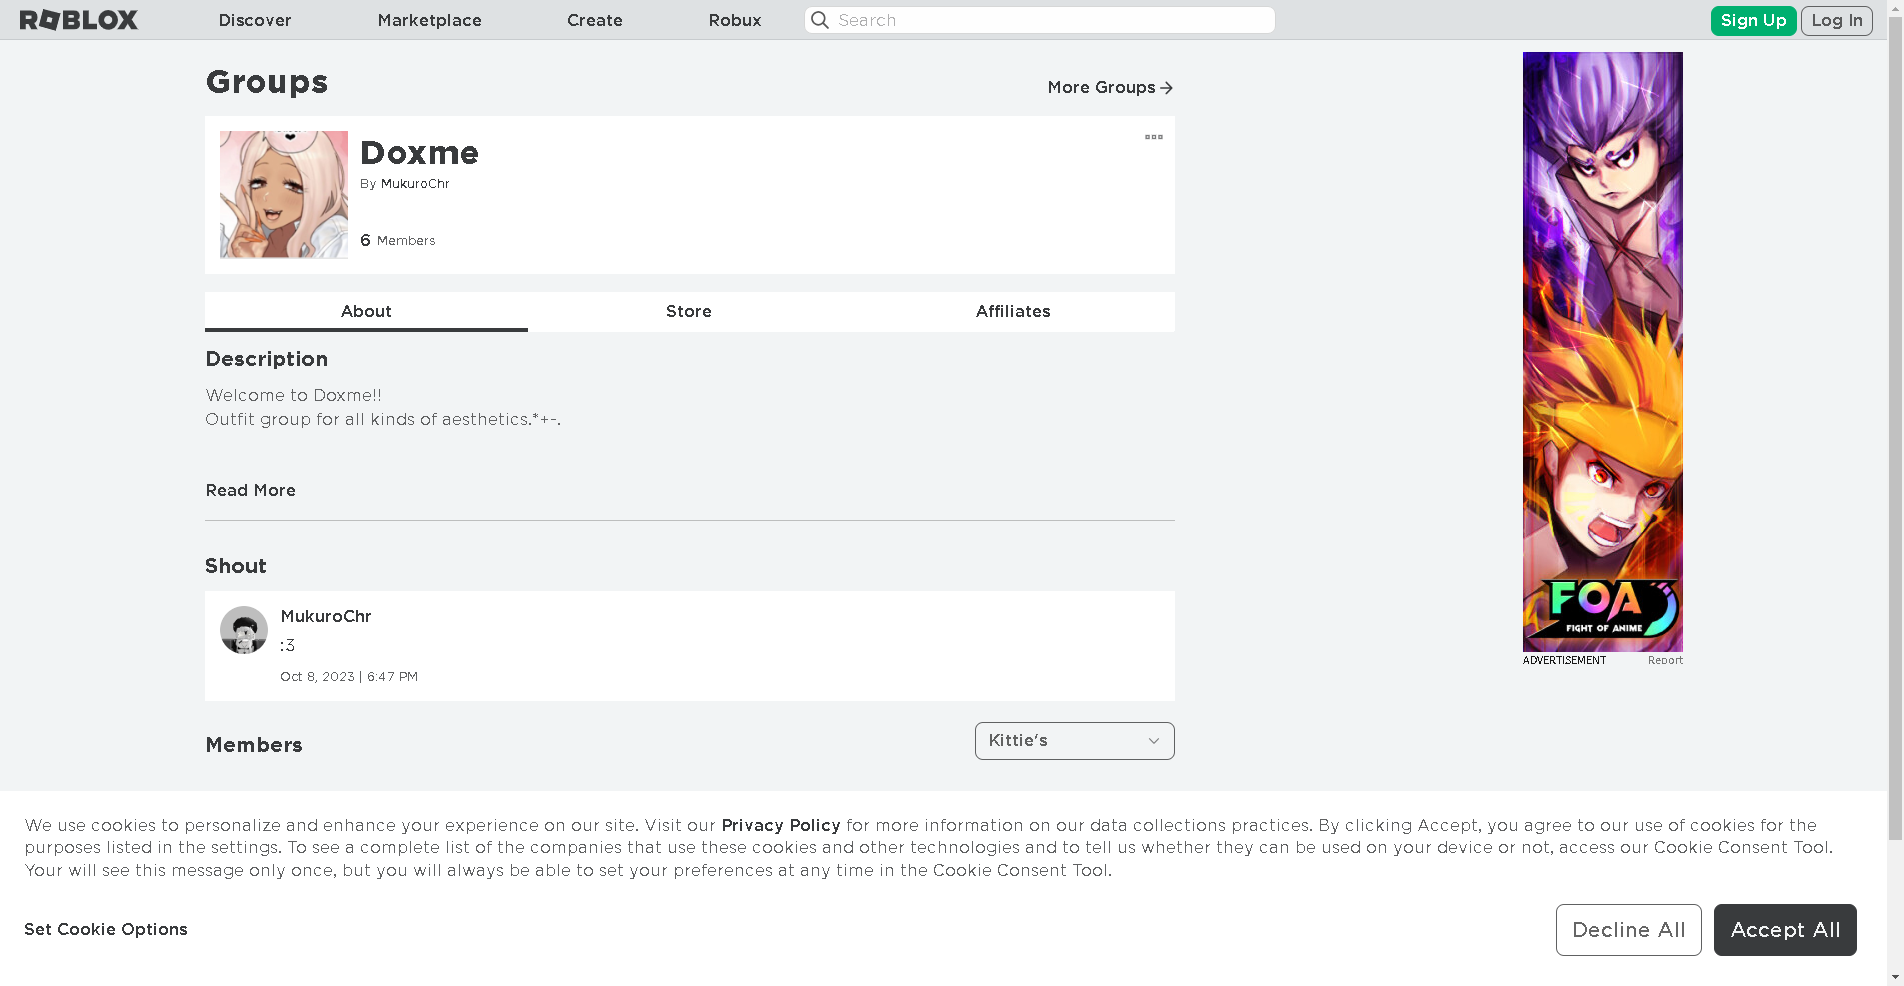 ROBLOX
Discover
Marketplace
Create
Robux
Search
Sign Up
Log In
Groups
More Groups
Doxme
By MukuroChr
6 Members
About
Store
Affiliates
Description
Welcome to Doxme!!
Outfit group for all kinds of aesthetics.*+-.
Read More
Shout
MukuroChr
:3
Oct 8, 2023 | 6:47 PM
Members
Kittie's
FOA
FIGHT OF ANIME
ADVERTISEMENT
Report
We use cookies to personalize and enhance your experience on our site. Visit our Privacy Policy for more information on our data collections practices. By clicking Accept, you agree to our use of cookies for the
purposes listed in the settings. To see a complete list of the companies that use these cookies and other technologies and to tell us whether they can be used on your device or not, access our Cookie Consent Tool.
Your will see this message only once, but you will always be able to set your preferences at any time in the Cookie Consent Tool.
Set Cookie Options
Decline All
Accept All